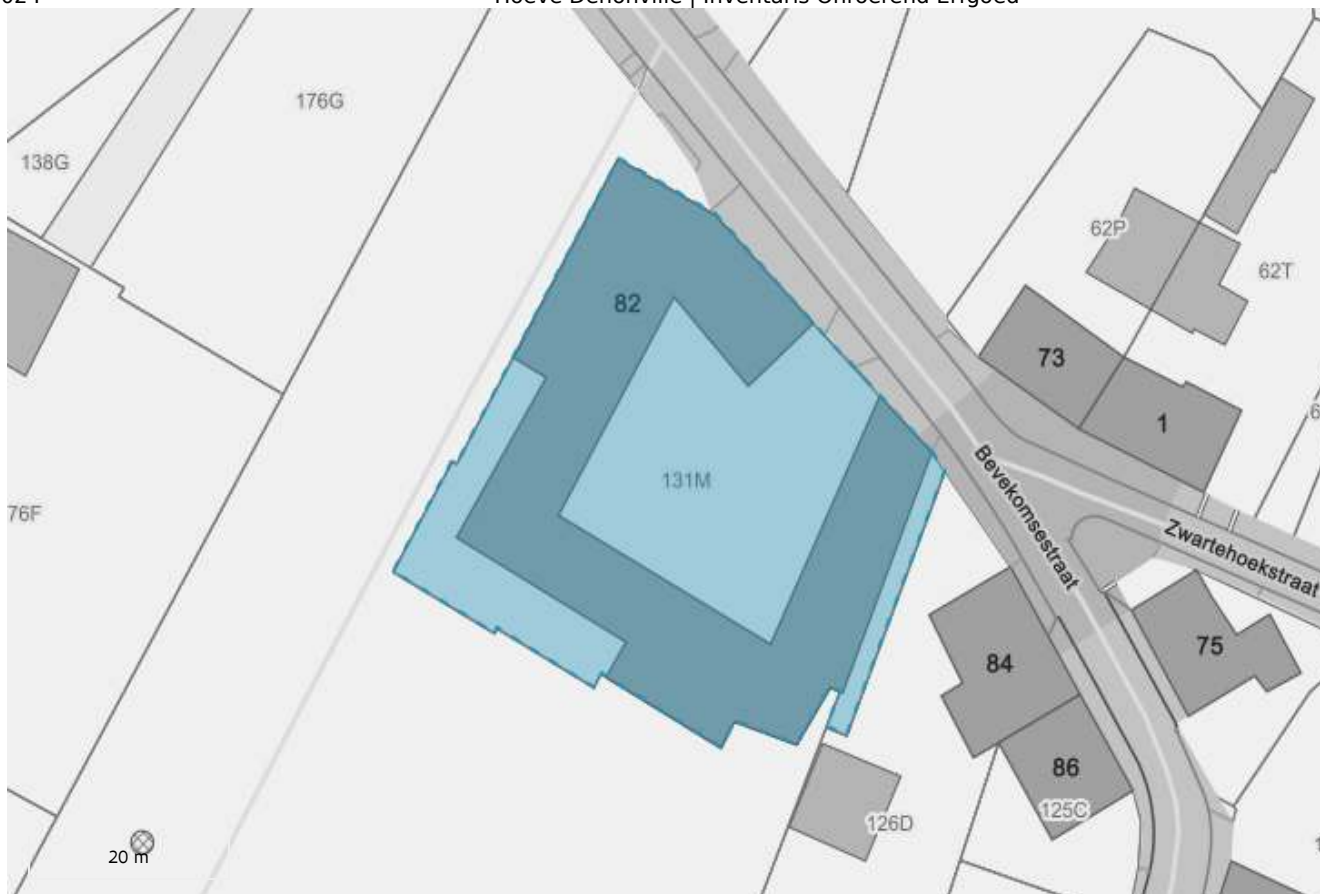 Hoeve Denonville | Inventaris Onroerend Erfgoed
176G
138G
62P
62T
82
73
1
131M
76F
Bevekomsestraat
Zwartehoekstraat
84
75
86
125C
126D
20 m